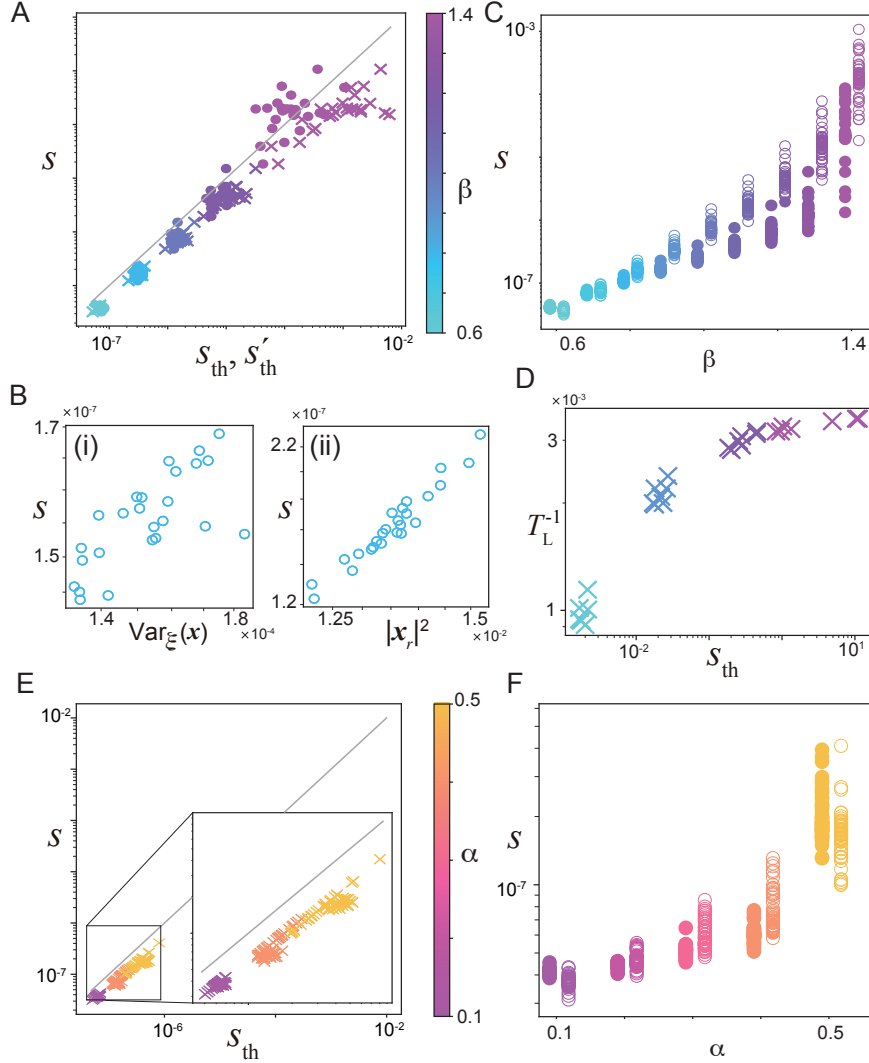 A
S
10⁻⁷
10⁻²
S_th, S′_th
1.4
β
0.6
C
10⁻³
S
10⁻⁷
0.6
1.4
β
B
×10⁻⁷
1.7
(i)
S
1.5
1.4
1.8
Var_ξ(x)
×10⁻⁴
×10⁻⁷
2.2
(ii)
S
1.2
1.25
1.5
|x_r|²
×10⁻²
D
×10⁻³
3
T_L⁻¹
1
10⁻²
10¹
S_th
E
10⁻²
S
10⁻⁷
10⁻⁶
10⁻²
S_th
0.5
α
0.1
F
S
10⁻⁷
0.1
0.5
α